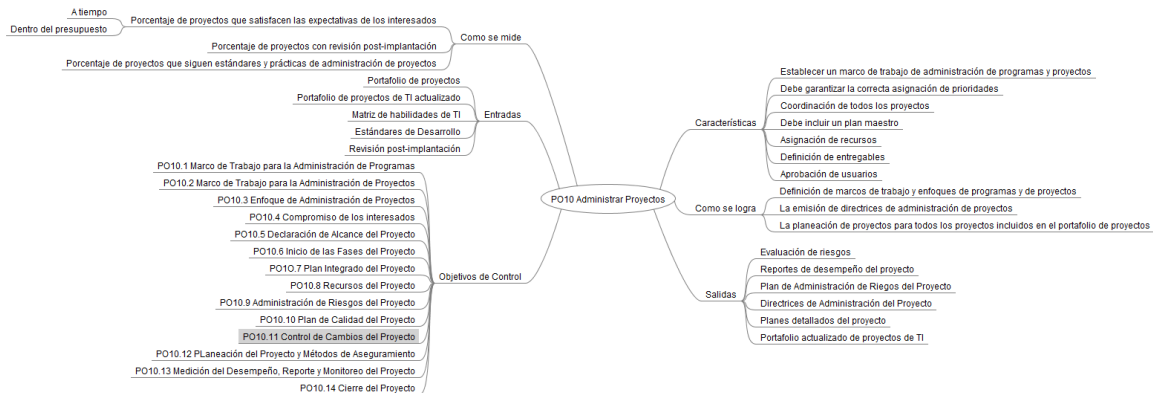 A tiempo
Dentro del presupuesto
Porcentaje de proyectos que satisfacen las expectativas de los interesados
Porcentaje de proyectos con revisión post-implantación
Porcentaje de proyectos que siguen estándares y prácticas de administración de proyectos
Como se mide
Portafolio de proyectos
Portafolio de proyectos de TI actualizado
Matriz de habilidades de TI
Estándares de Desarrollo
Revisión post-implantación
Entradas
PO10.1 Marco de Trabajo para la Administración de Programas
PO10.2 Marco de Trabajo para la Administración de Proyectos
PO10.3 Enfoque de Administración de Proyectos
PO10.4 Compromiso de los interesados
PO10.5 Declaración de Alcance del Proyecto
PO10.6 Inicio de las Fases del Proyecto
PO1O.7 Plan Integrado del Proyecto
PO10.8 Recursos del Proyecto
PO10.9 Administración de Riesgos del Proyecto
PO10.10 Plan de Calidad del Proyecto
PO10.11 Control de Cambios del Proyecto
PO10.12 PLaneación del Proyecto y Métodos de Aseguramiento
PO10.13 Medición del Desempeño, Reporte y Monitoreo del Proyecto
PO10.14 Cierre del Proyecto
Objetivos de Control
PO10 Administrar Proyectos
Características
Establecer un marco de trabajo de administración de programas y proyectos
Debe garantizar la correcta asignación de prioridades
Coordinación de todos los proyectos
Debe incluir un plan maestro
Asignación de recursos
Definición de entregables
Aprobación de usuarios
Como se logra
Definición de marcos de trabajo y enfoques de programas y de proyectos
La emisión de directrices de administración de proyectos
La planeación de proyectos para todos los proyectos incluidos en el portafolio de proyectos
Salidas
Evaluación de riesgos
Reportes de desempeño del proyecto
Plan de Administración de Riegos del Proyecto
Directrices de Administración del Proyecto
Planes detallados del proyecto
Portafolio actualizado de proyectos de TI